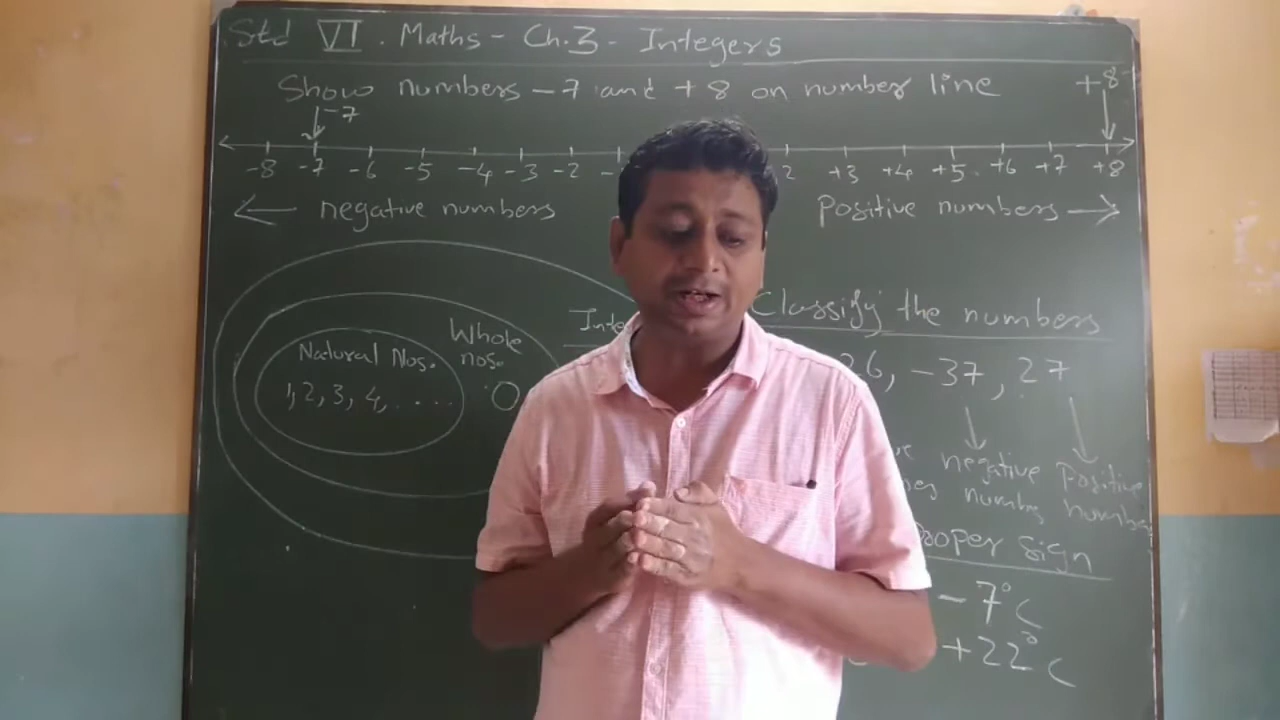 Std VI. Maths - Ch.3 - Integers
Show numbers -7 and +8 on number line
-7 +8
-8 -7 -6 -5 -4 -3 -2 2 +3 +4 +5 +6 +7 +8
negative numbers Positive numbers
Classify the numbers
Natural Nos.
1, 2, 3, 4, ....
Whole
nos.
0
26, -37, 27
negative Positive
number
Proper sign
-7°C
+22°C